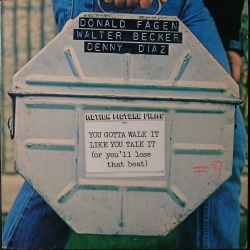 DONALD FAGEN
WALTER BECKER
DENNY DIAZ
MOTION PICTURE FILMS
YOU GOTTA WALK IT
LIKE YOU TALK IT
(or you'll lose
that beat)
#9